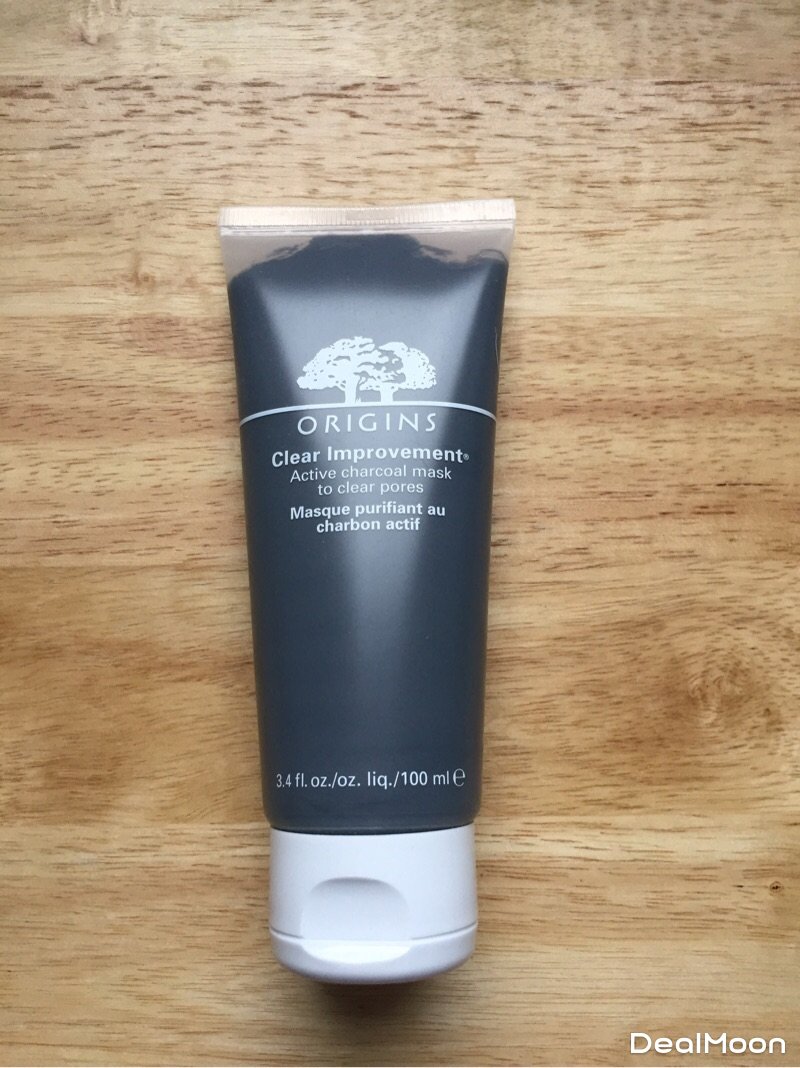 ORIGINS
Clear Improvement®
Active charcoal mask
to clear pores
Masque purifiant au
charbon actif
3.4 fl. oz./oz. liq./100 ml ℮
DealMoon